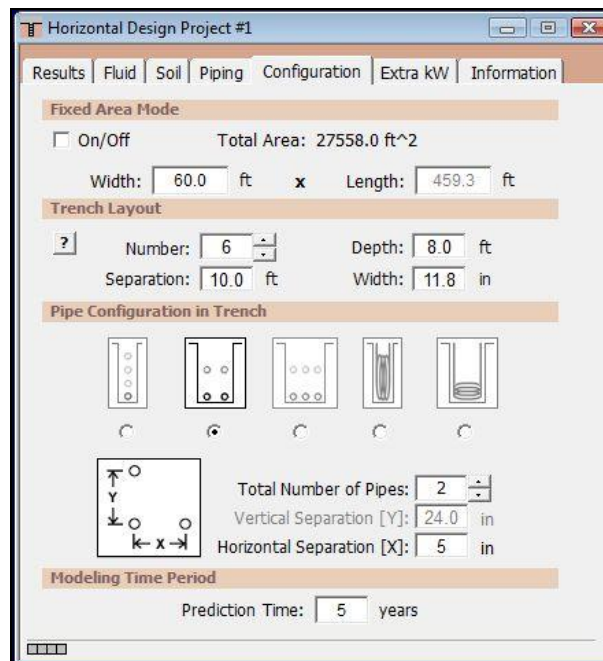 Horizontal Design Project #1
Results Fluid Soil Piping Configuration Extra kW Information
Fixed Area Mode
On/Off Total Area: 27558.0 ft^2
Width: 60.0 ft x Length: 459.3 ft
Trench Layout
? Number: 6 Depth: 8.0 ft
Separation: 10.0 ft Width: 11.8 in
Pipe Configuration in Trench
Y
X
Total Number of Pipes: 2
Vertical Separation [Y]: 24.0 in
Horizontal Separation [X]: 5 in
Modeling Time Period
Prediction Time: 5 years